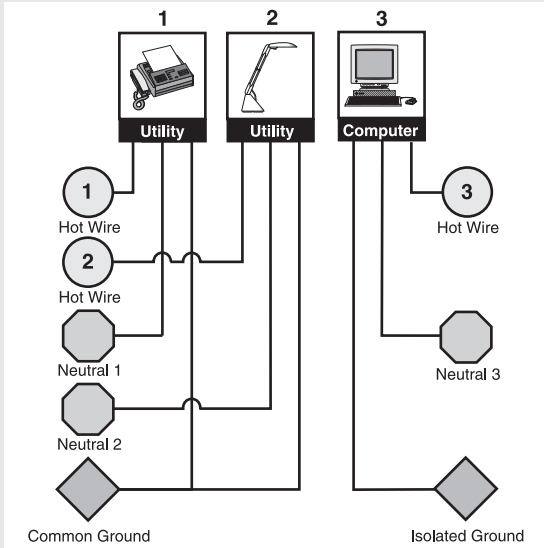 1 2 3
Utility Utility Computer
1 3
Hot Wire Hot Wire
2
Hot Wire
Neutral 1 Neutral 3
Neutral 2
Common Ground Isolated Ground